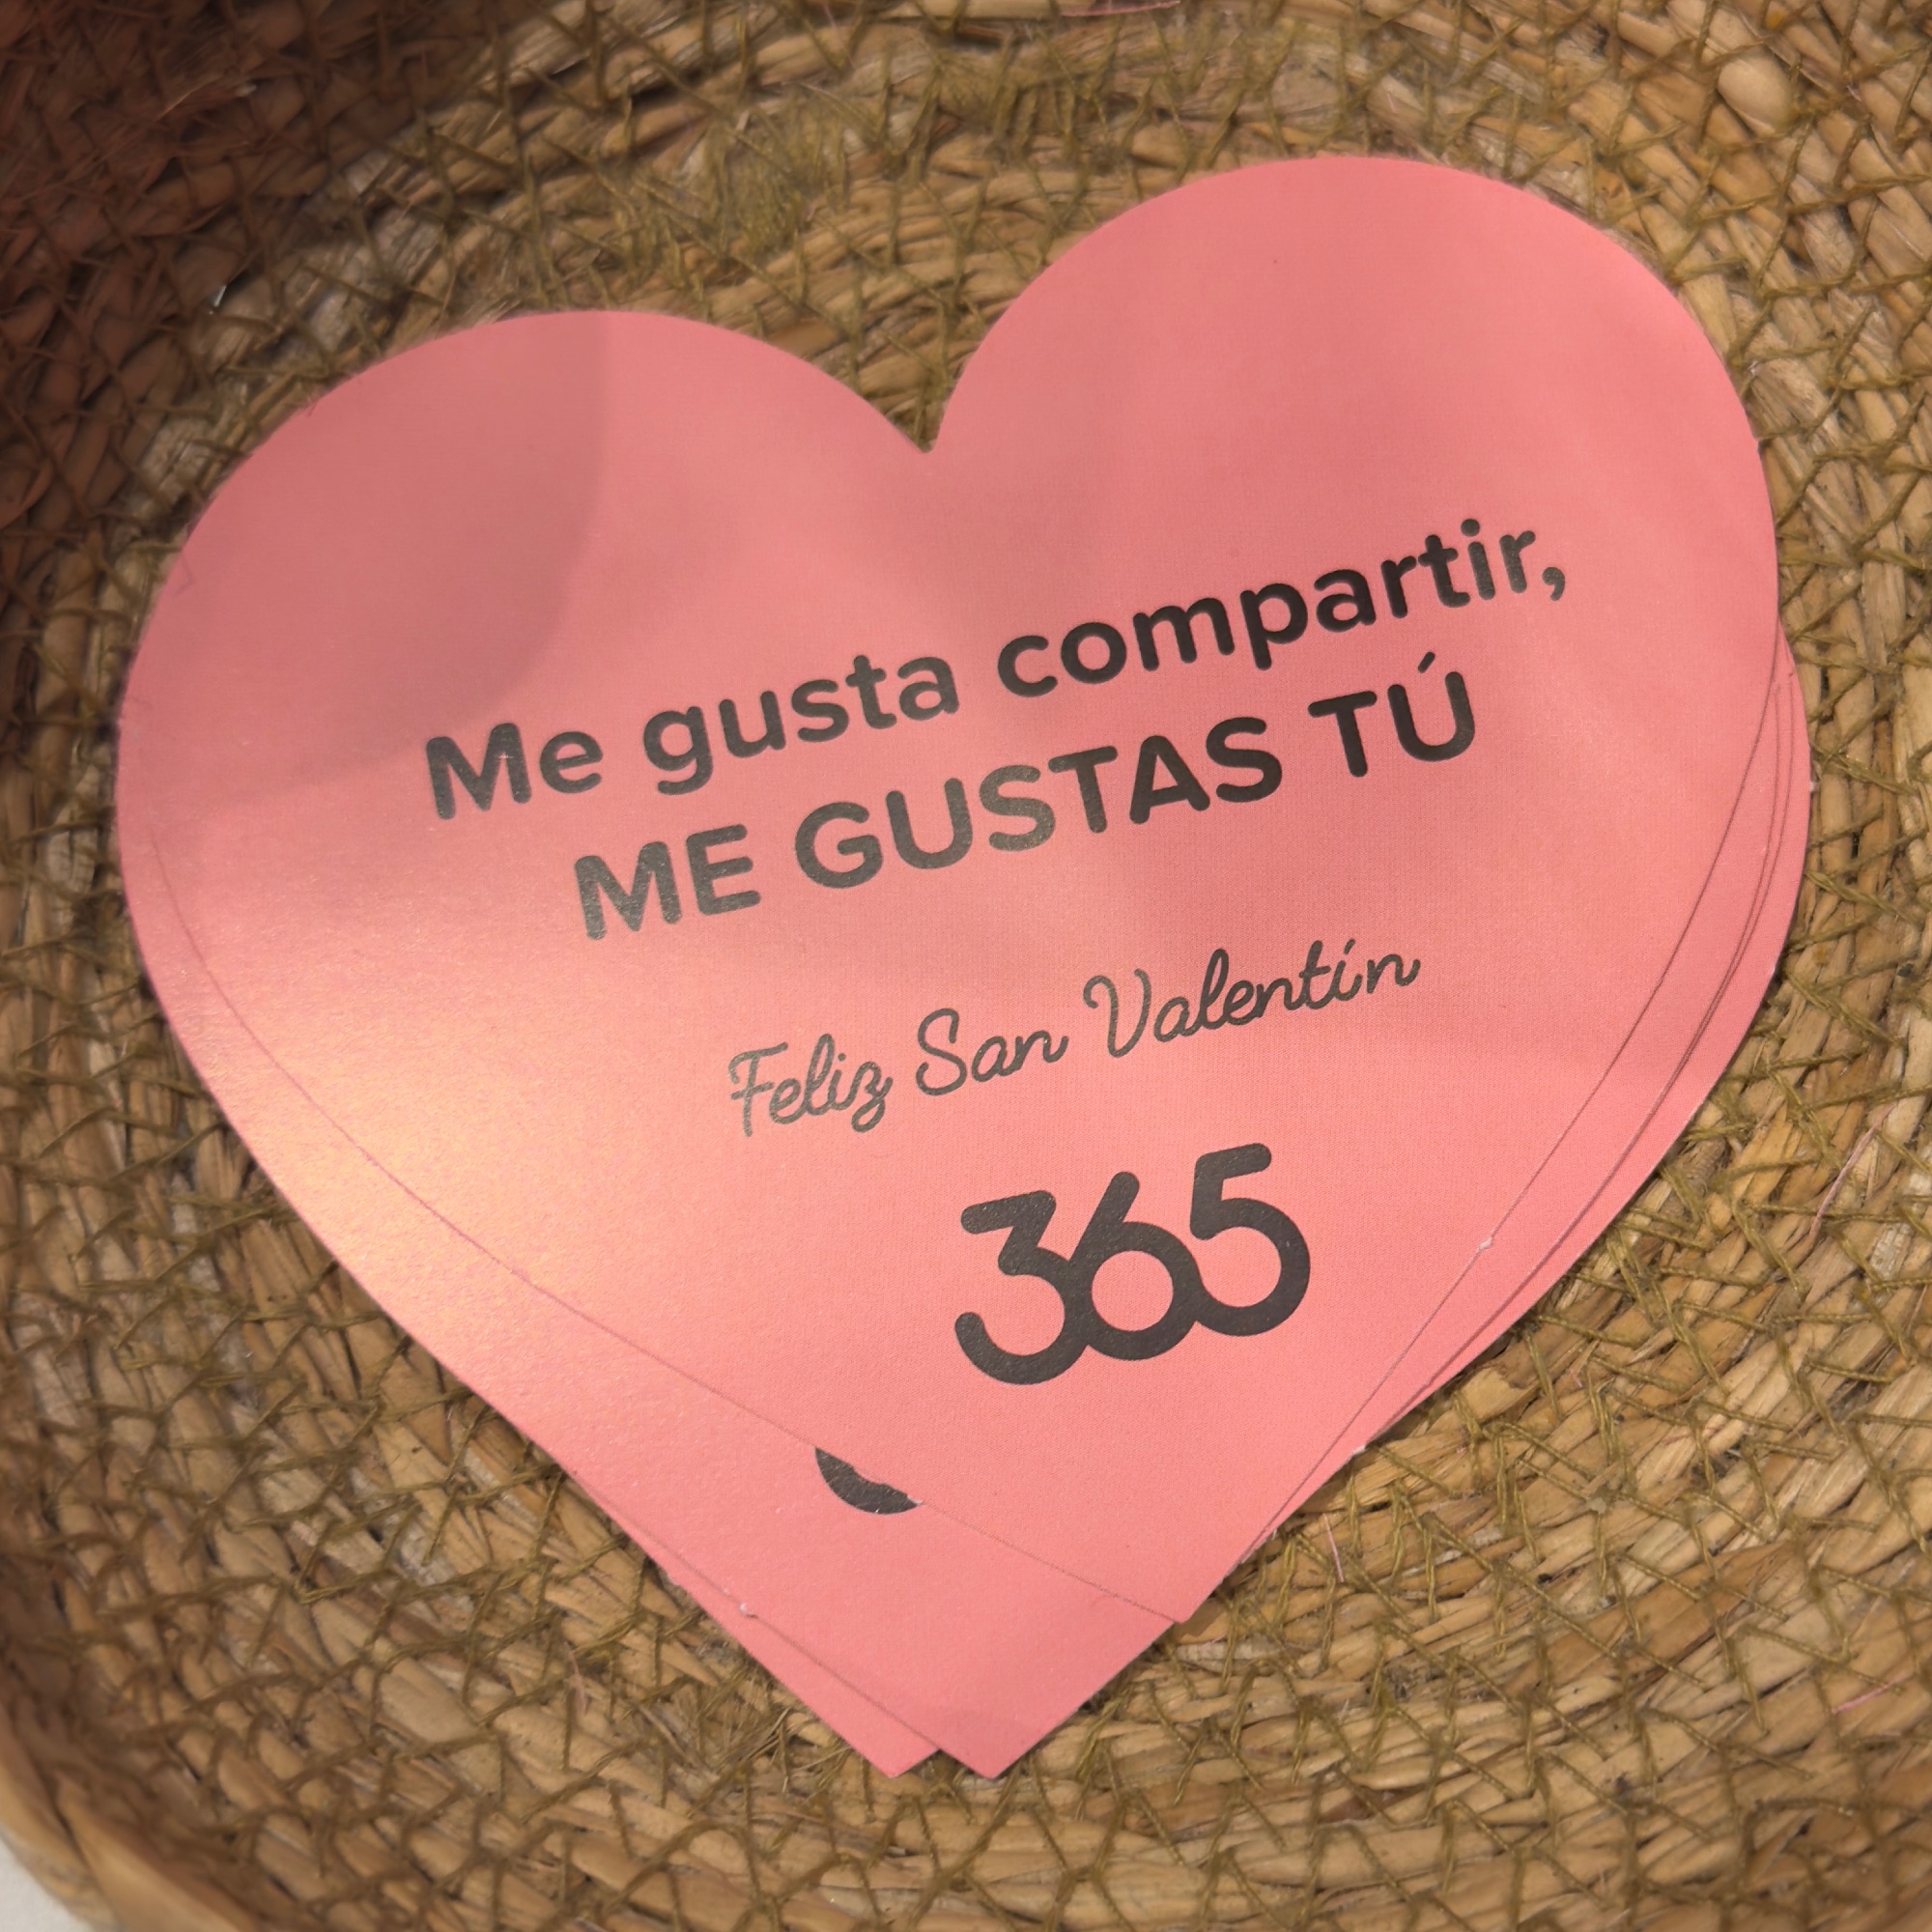 Me gusta compartir,
ME GUSTAS TÚ
Feliz San Valentín
365